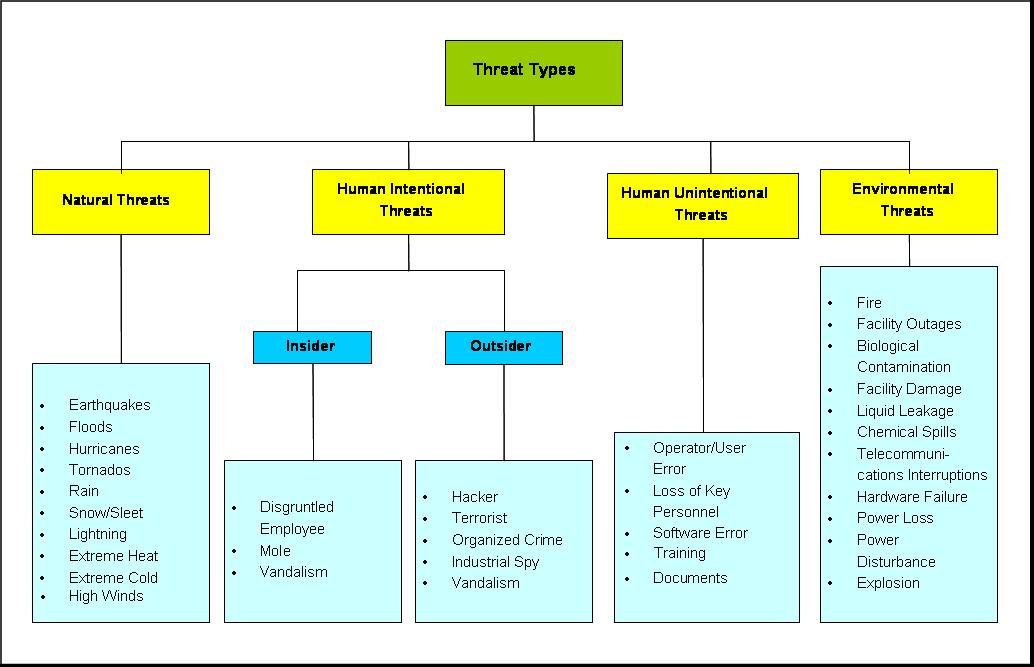 Threat Types
Natural Threats
Human Intentional
Threats
Human Unintentional
Threats
Environmental
Threats
Insider
Outsider
• Earthquakes
• Floods
• Hurricanes
• Tornados
• Rain
• Snow/Sleet
• Lightning
• Extreme Heat
• Extreme Cold
• High Winds
• Disgruntled
Employee
• Mole
• Vandalism
• Hacker
• Terrorist
• Organized Crime
• Industrial Spy
• Vandalism
• Operator/User
Error
• Loss of Key
Personnel
• Software Error
• Training
• Documents
• Fire
• Facility Outages
• Biological
Contamination
• Facility Damage
• Liquid Leakage
• Chemical Spills
• Telecommuni-
cations Interruptions
• Hardware Failure
• Power Loss
• Power
Disturbance
• Explosion